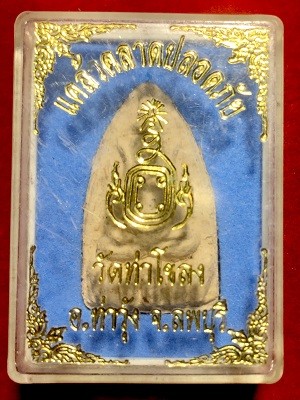 แคล้วคลาดปลอดภัย
วัดท่าโขลง
อ.ท่าวุ้ง จ.ลพบุรี